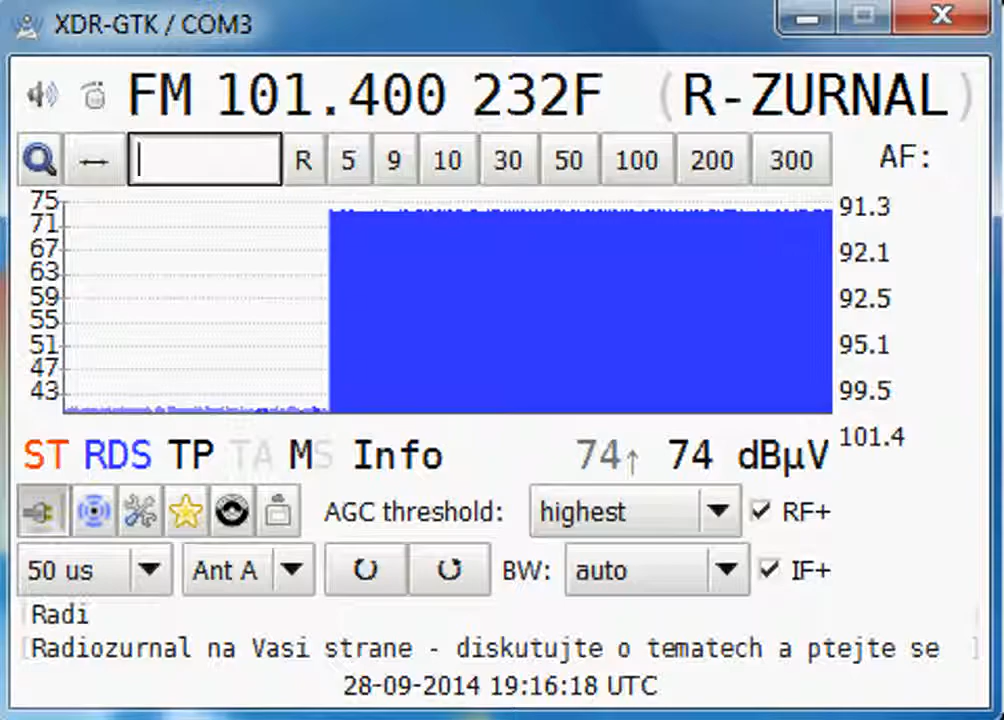 XDR-GTK / COM3
FM 101.400 232F (R-ZURNAL)
R 5 9 10 30 50 100 200 300 AF:
75
71
67
63
59
55
51
47
43
91.3
92.1
92.5
95.1
99.5
101.4
ST RDS TP TA MS Info 74↑ 74 dBµV
AGC threshold: highest RF+
50 us Ant A BW: auto IF+
[Radi ]
[Radiozurnal na Vasi strane - diskutujte o tematech a ptejte se ]
28-09-2014 19:16:18 UTC